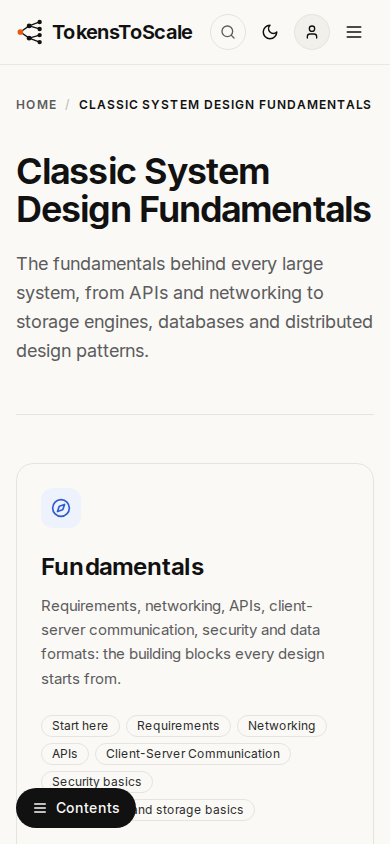 TokensToScale
HOME / CLASSIC SYSTEM DESIGN FUNDAMENTALS
Classic System
Design Fundamentals
The fundamentals behind every large
system, from APIs and networking to
storage engines, databases and distributed
design patterns.
Fundamentals
Requirements, networking, APIs, client-
server communication, security and data
formats: the building blocks every design
starts from.
Start here Requirements Networking
APIs Client-Server Communication
Security basics
and storage basics
Contents